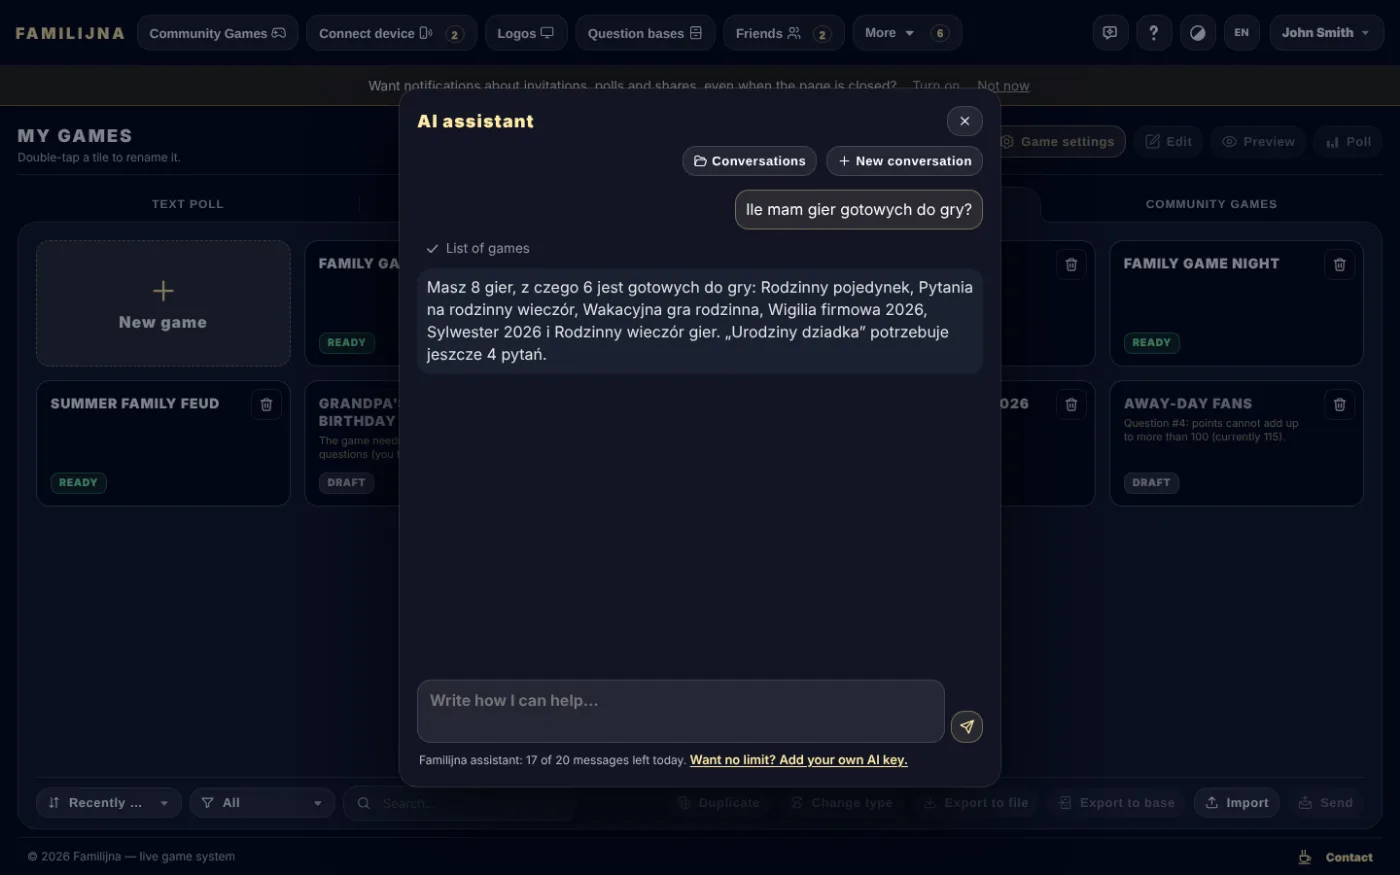 FAMILIJNA
Community Games
Connect device 2
Logos
Question bases
Friends 2
More 6
?
EN
John Smith
Want notifications about invitations, polls and shares, even when the page is closed? Turn on Not now
MY GAMES
Double-tap a tile to rename it.
Game settings
Edit
Preview
Poll
TEXT POLL
COMMUNITY GAMES
New game
FAMILY GA
READY
FAMILY GAME NIGHT
READY
SUMMER FAMILY FEUD
READY
GRANDPA'
BIRTHDAY
The game need
questions (you
DRAFT
026
AWAY-DAY FANS
Question #4: points cannot add up
to more than 100 (currently 115).
DRAFT
AI assistant
Conversations
New conversation
Ile mam gier gotowych do gry?
List of games
Masz 8 gier, z czego 6 jest gotowych do gry: Rodzinny pojedynek, Pytania
na rodzinny wieczór, Wakacyjna gra rodzinna, Wigilia firmowa 2026,
Sylwester 2026 i Rodzinny wieczór gier. „Urodziny dziadka” potrzebuje
jeszcze 4 pytań.
Write how I can help...
Familijna assistant: 17 of 20 messages left today. Want no limit? Add your own AI key.
Recently ...
All
Search...
Duplicate
Change type
Export to file
Export to base
Import
Send
© 2026 Familijna — live game system
Contact